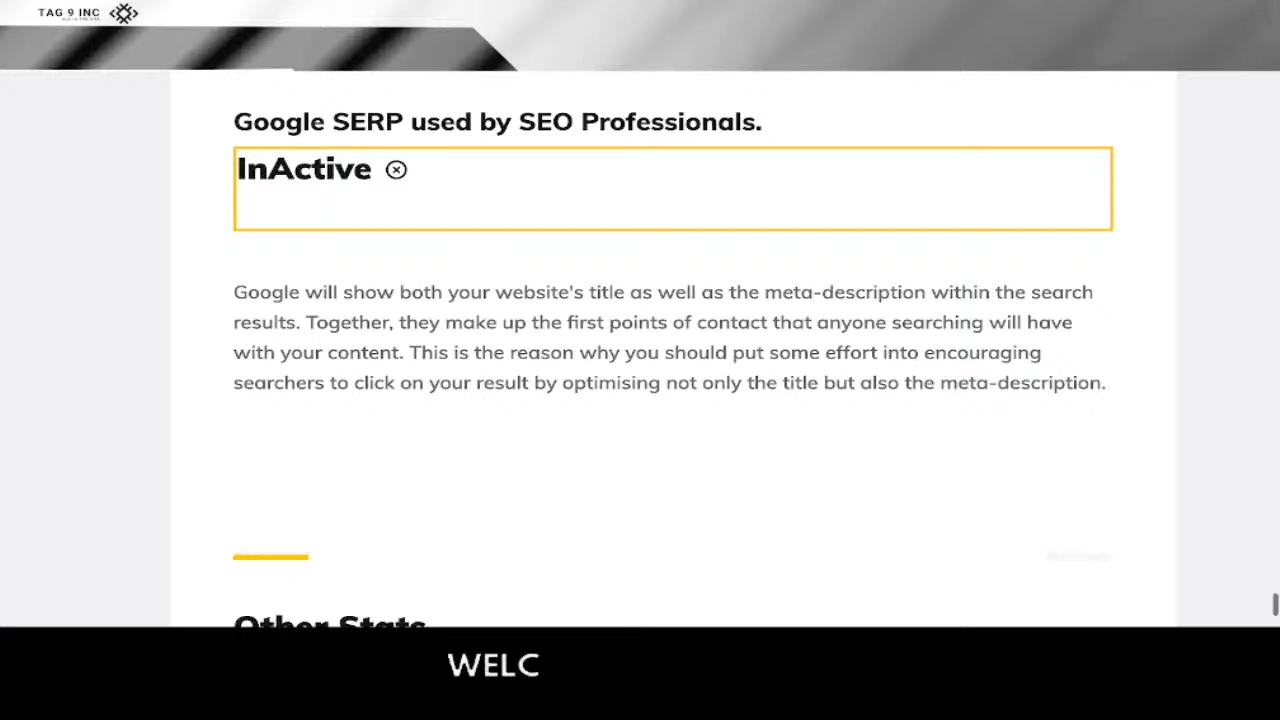 TAG 9 INC
Google SERP used by SEO Professionals.
InActive
Google will show both your website's title as well as the meta-description within the search
results. Together, they make up the first points of contact that anyone searching will have
with your content. This is the reason why you should put some effort into encouraging
searchers to click on your result by optimising not only the title but also the meta-description.
Other Stats
WELC